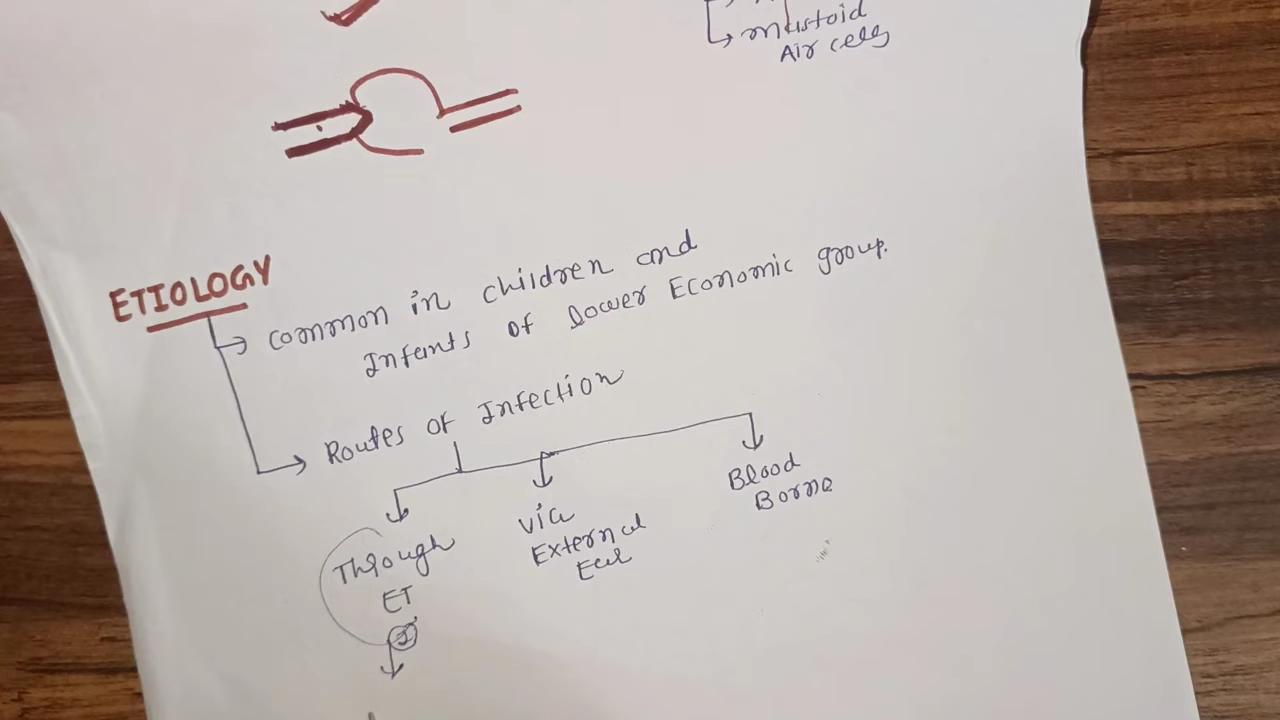 mastoid
Air cells
ETIOLOGY
common in children and
Infants of lower Economic group.
Routes of Infection
Through
ET
via
External
Ear
Blood
Borne